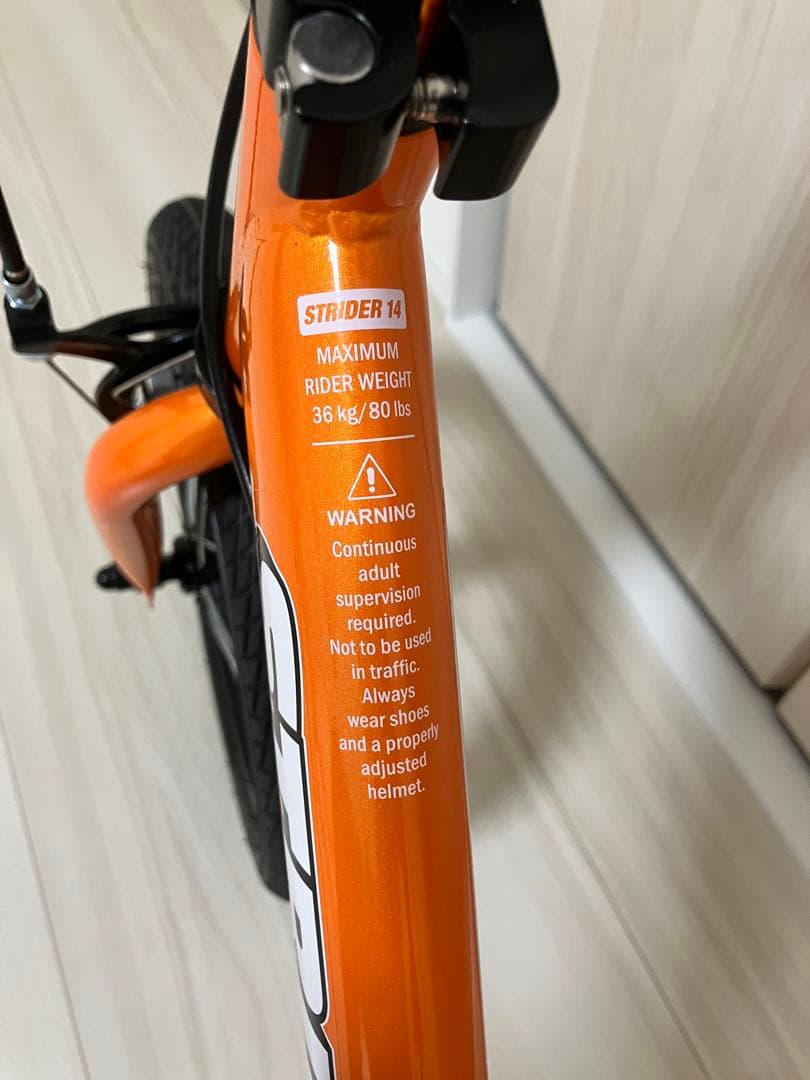 STRIDER 14
MAXIMUM
RIDER WEIGHT
36 kg/80 lbs
WARNING
Continuous
adult
supervision
required.
Not to be used
in traffic.
Always
wear shoes
and a properly
adjusted
helmet.